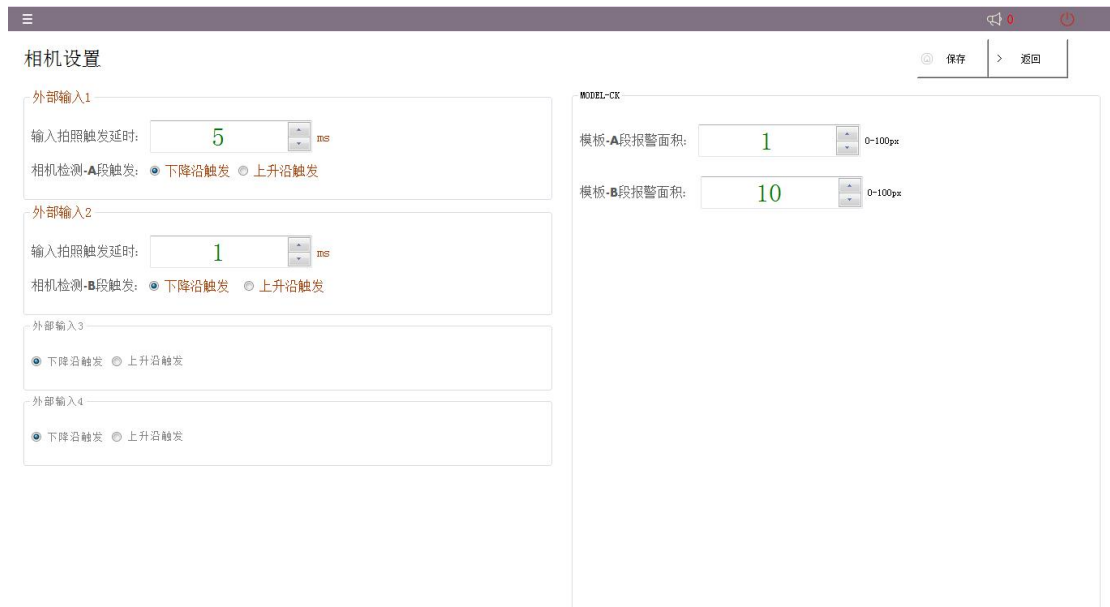 0
相机设置
保存 > 返回
外部输入1
输入拍照触发延时: 5 ms
相机检测-A段触发: 下降沿触发 上升沿触发
外部输入2
输入拍照触发延时: 1 ms
相机检测-B段触发: 下降沿触发 上升沿触发
外部输入3
下降沿触发 上升沿触发
外部输入4
下降沿触发 上升沿触发
MODEL-CK
模板-A段报警面积: 1 0-100px
模板-B段报警面积: 10 0-100px